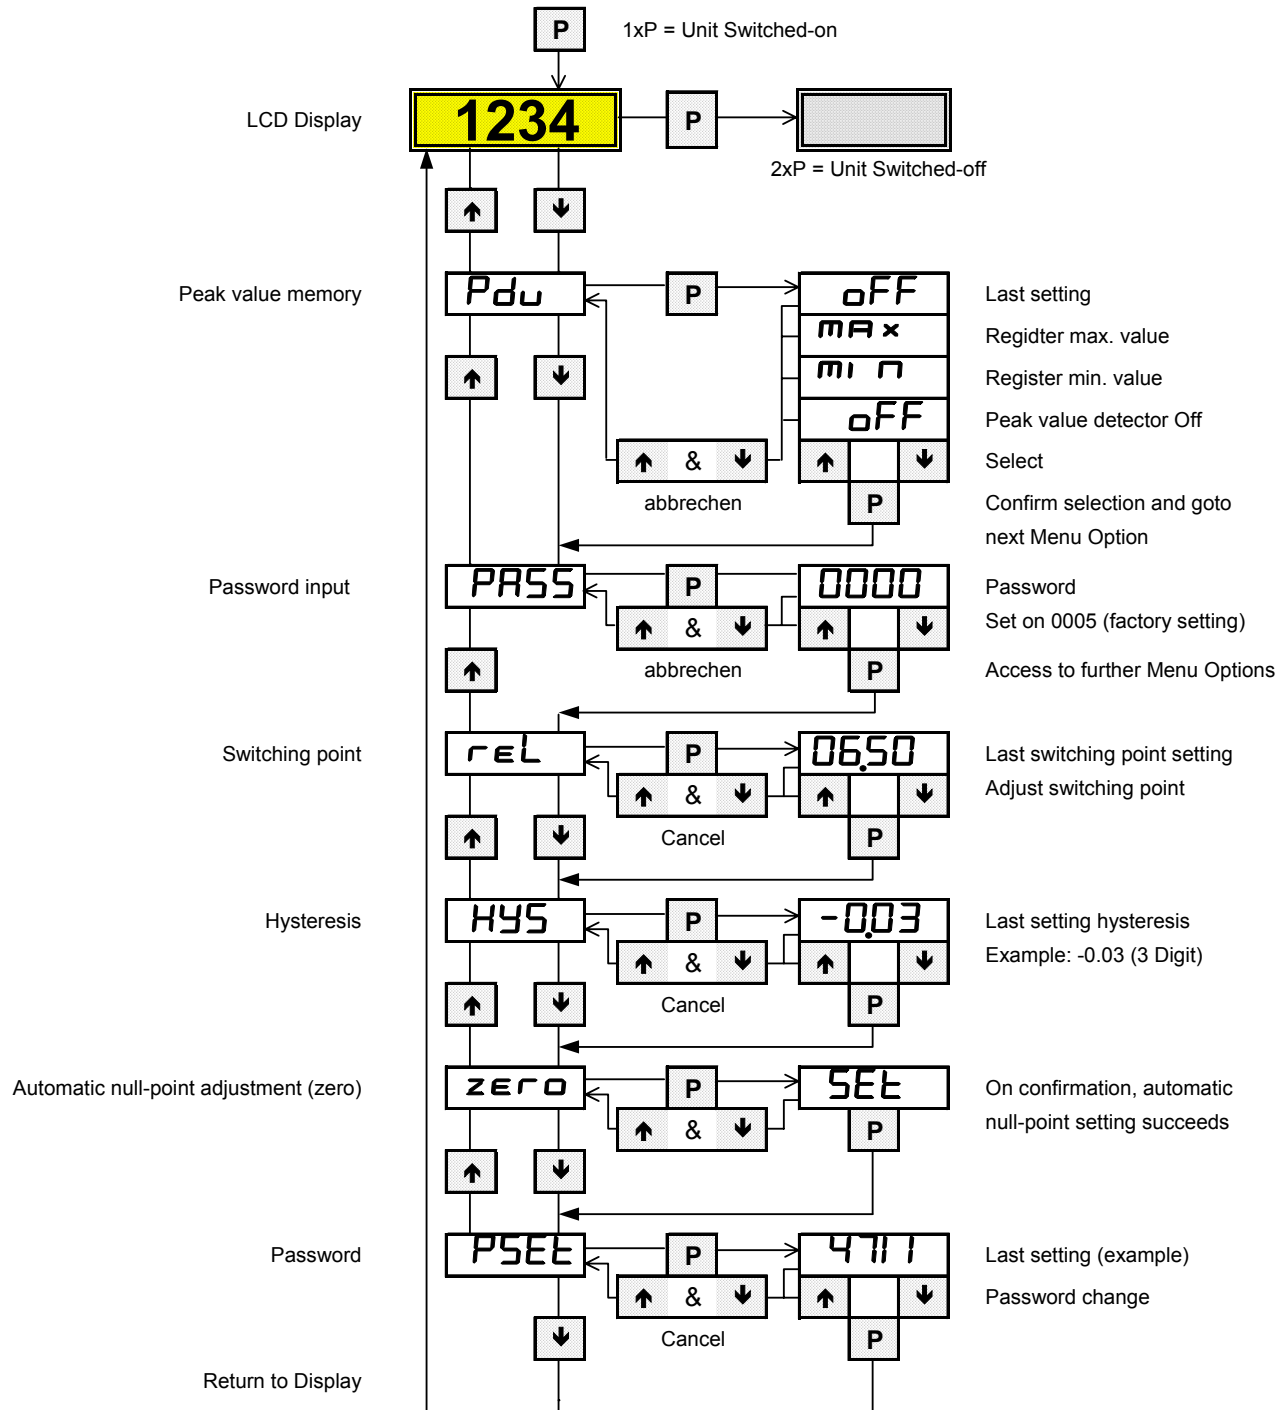 P 1xP = Unit Switched-on
LCD Display 1234 P
2xP = Unit Switched-off
↑ ↓
Peak value memory Pdu P oFF Last setting
mAx Regidter max. value
↑ ↓ min Register min. value
oFF Peak value detector Off
↑ & ↓ ↑ ↓ Select
abbrechen P Confirm selection and goto
next Menu Option
Password input PASS P 0000 Password
↑ & ↓ ↑ ↓ Set on 0005 (factory setting)
↑ abbrechen P Access to further Menu Options
Switching point rEL P 06.50 Last switching point setting
↑ & ↓ ↑ ↓ Adjust switching point
↑ ↓ Cancel P
Hysteresis HYS P -0.03 Last setting hysteresis
↑ & ↓ ↑ ↓ Example: -0.03 (3 Digit)
↑ ↓ Cancel P
Automatic null-point adjustment (zero) zEro P SEt On confirmation, automatic
↑ & ↓ P null-point setting succeeds
↑ ↓
Password PSEt P 4711 Last setting (example)
↑ & ↓ ↑ ↓ Password change
↓ Cancel P
Return to Display